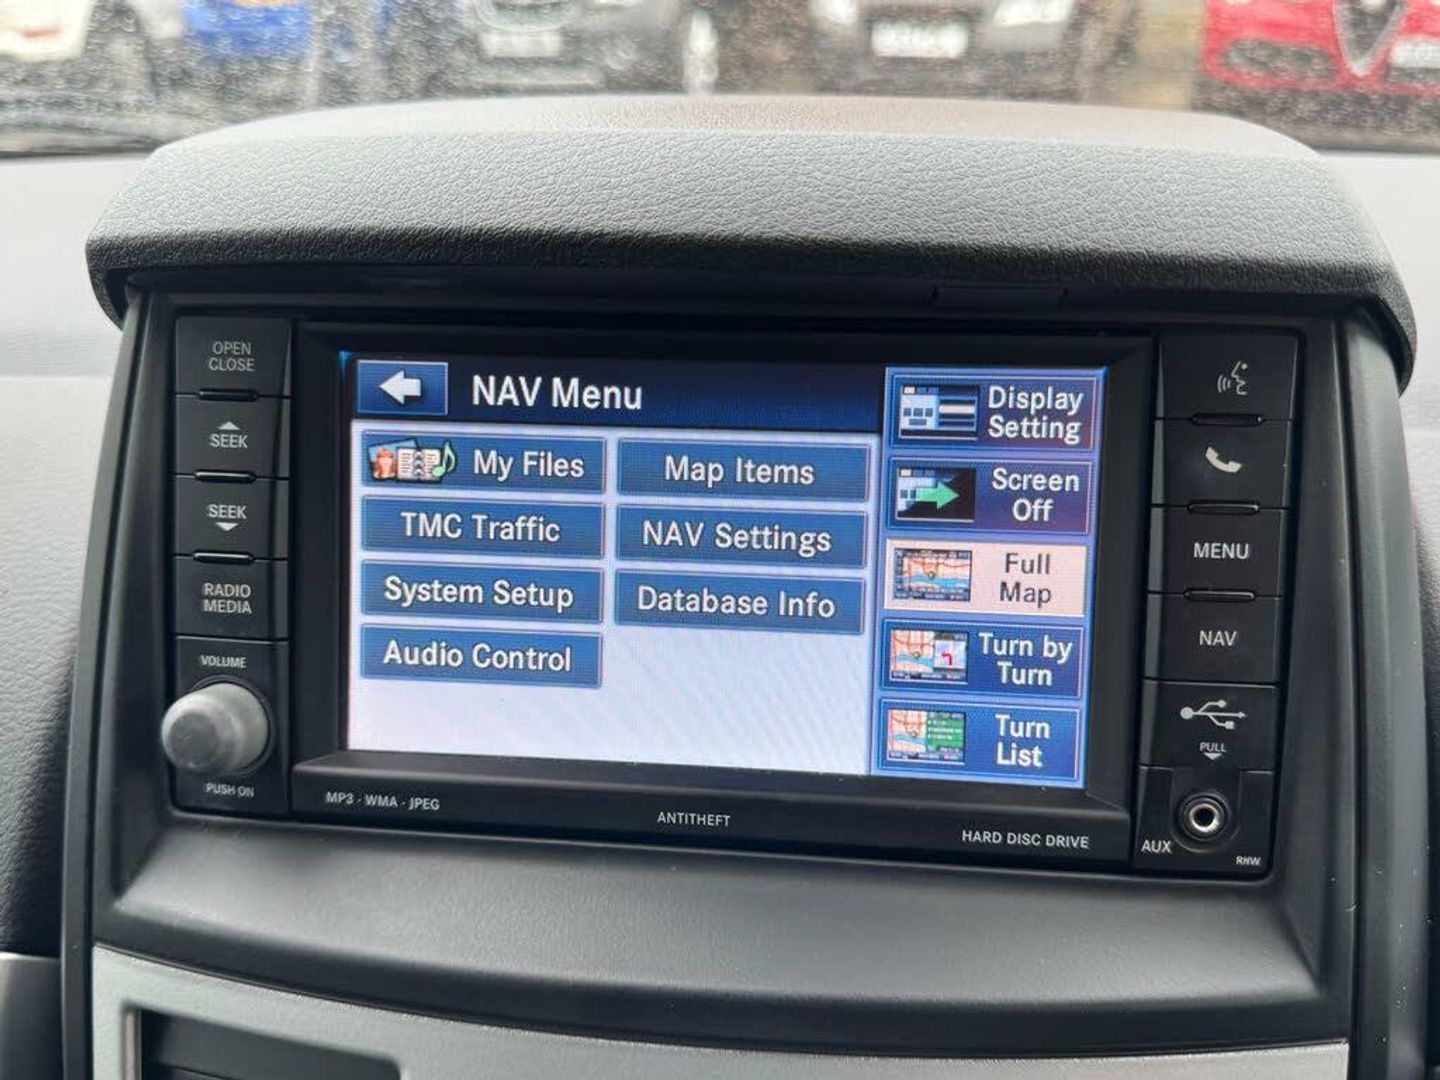 OPEN
CLOSE
SEEK
SEEK
RADIO
MEDIA
VOLUME
PUSH ON
NAV Menu
My Files
Map Items
TMC Traffic
NAV Settings
System Setup
Database Info
Audio Control
Display
Setting
Screen
Off
Full
Map
Turn by
Turn
Turn
List
MENU
NAV
PULL
AUX
RHW
MP3 · WMA · JPEG
ANTITHEFT
HARD DISC DRIVE